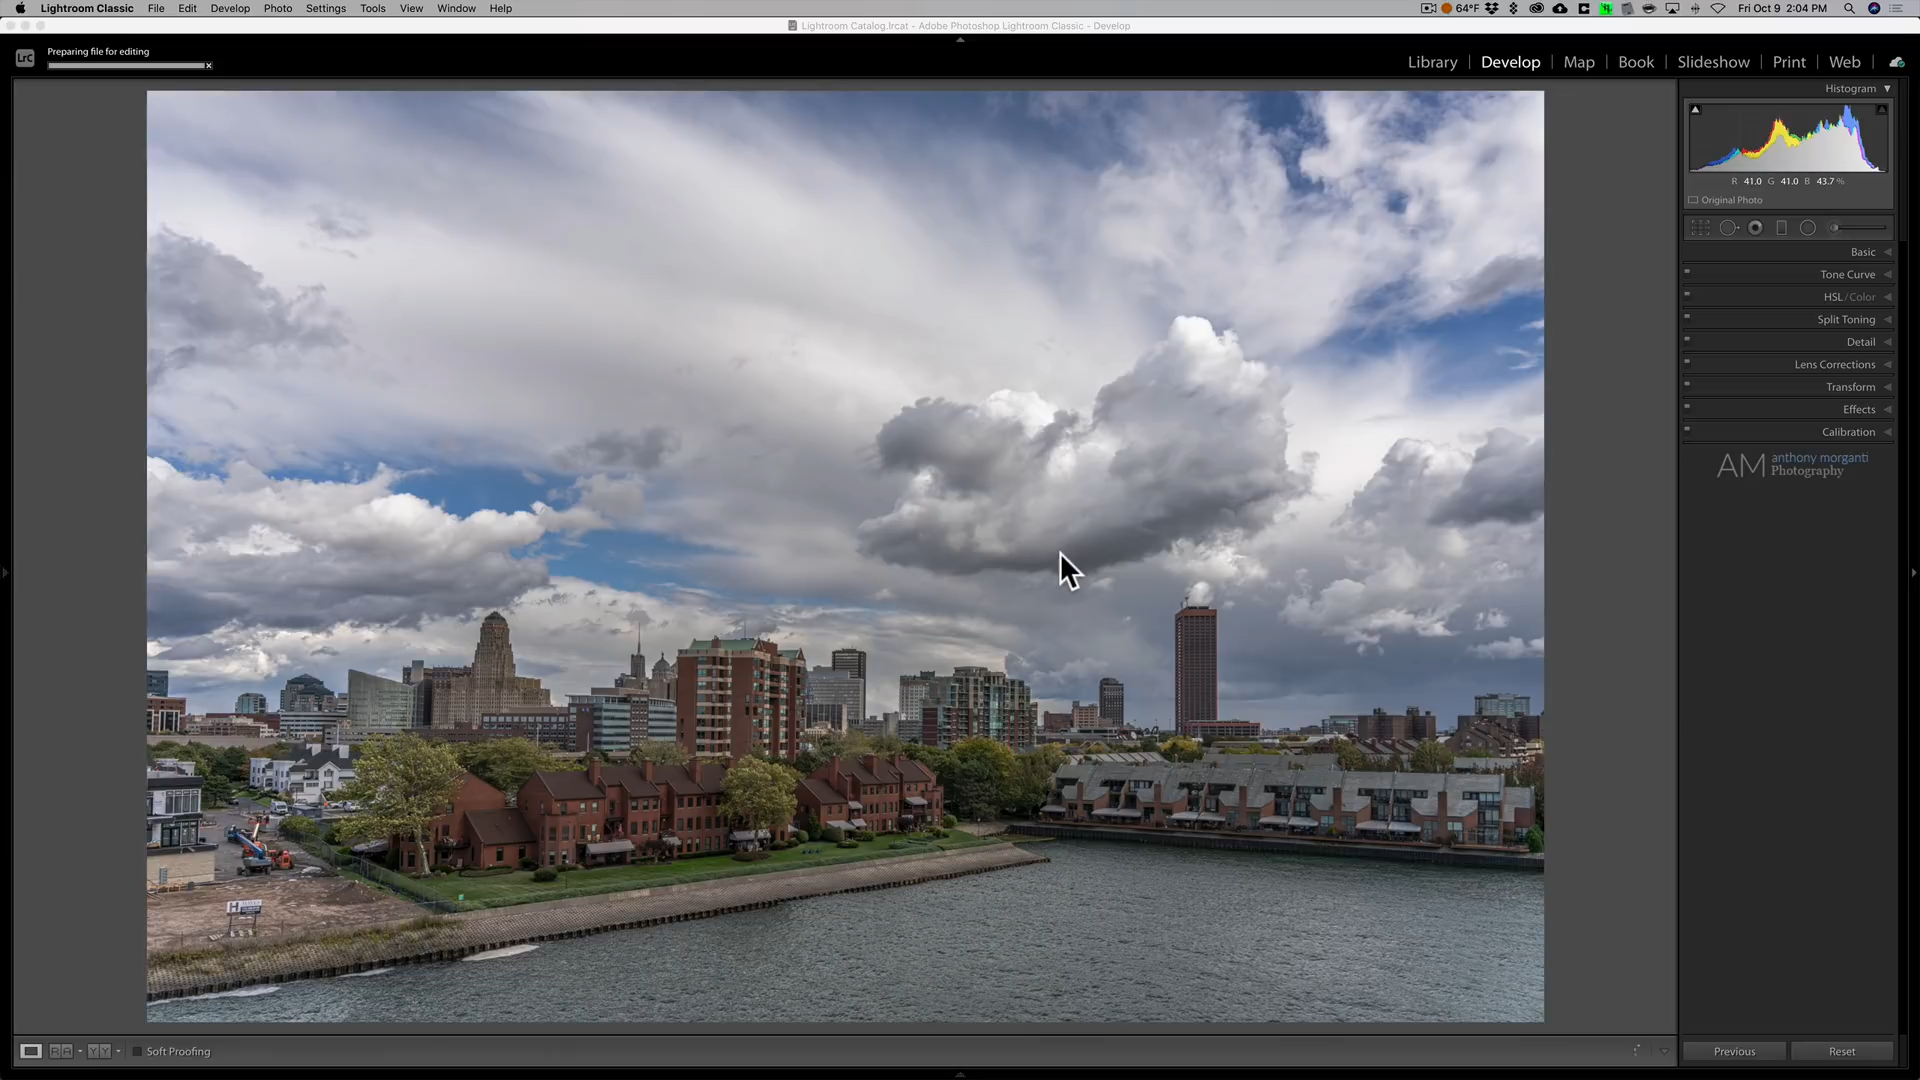 Lightroom Classic File Edit Develop Photo Settings Tools View Window Help 64°F Fri Oct 9 2:04 PM
Lightroom Catalog.lrcat - Adobe Photoshop Lightroom Classic - Develop
LrC Preparing file for editing
Library | Develop | Map | Book | Slideshow | Print | Web
Histogram
R 41.0 G 41.0 B 43.7 %
Original Photo
Basic
Tone Curve
HSL / Color
Split Toning
Detail
Lens Corrections
Transform
Effects
Calibration
AM anthony morganti
Photography
R A Y Y Soft Proofing
Previous Reset